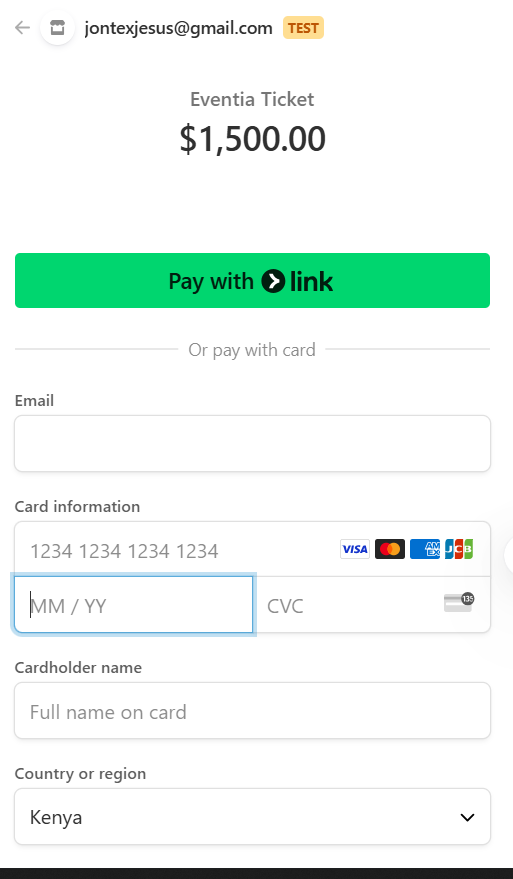 jontexjesus@gmail.com TEST
Eventia Ticket
$1,500.00
Pay with link
Or pay with card
Email
Card information
1234 1234 1234 1234 VISA AMEX JCB
MM / YY CVC 135
Cardholder name
Full name on card
Country or region
Kenya